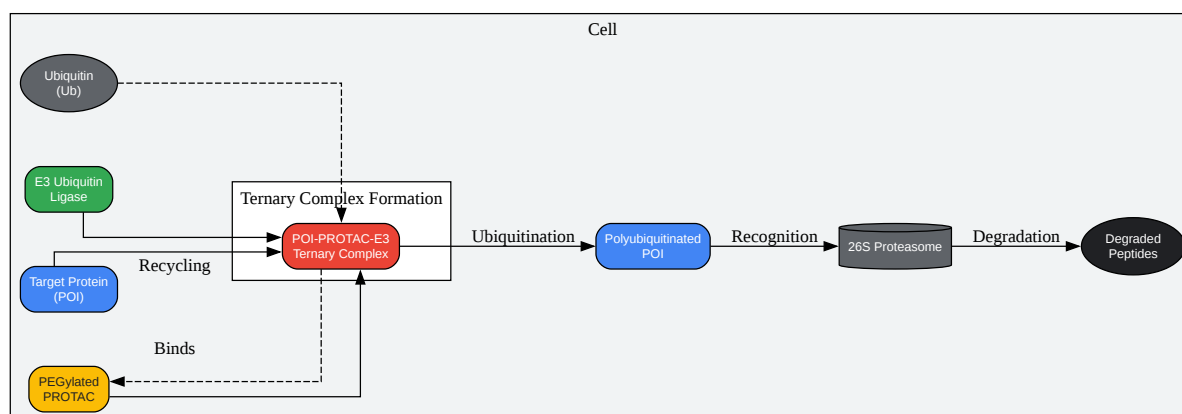 Cell
Ubiquitin
(Ub)
E3 Ubiquitin
Ligase
Ternary Complex Formation
POI-PROTAC-E3
Ternary Complex
Ubiquitination
Polyubiquitinated
POI
Recognition
26S Proteasome
Degradation
Degraded
Peptides
Recycling
Target Protein
(POI)
Binds
PEGylated
PROTAC